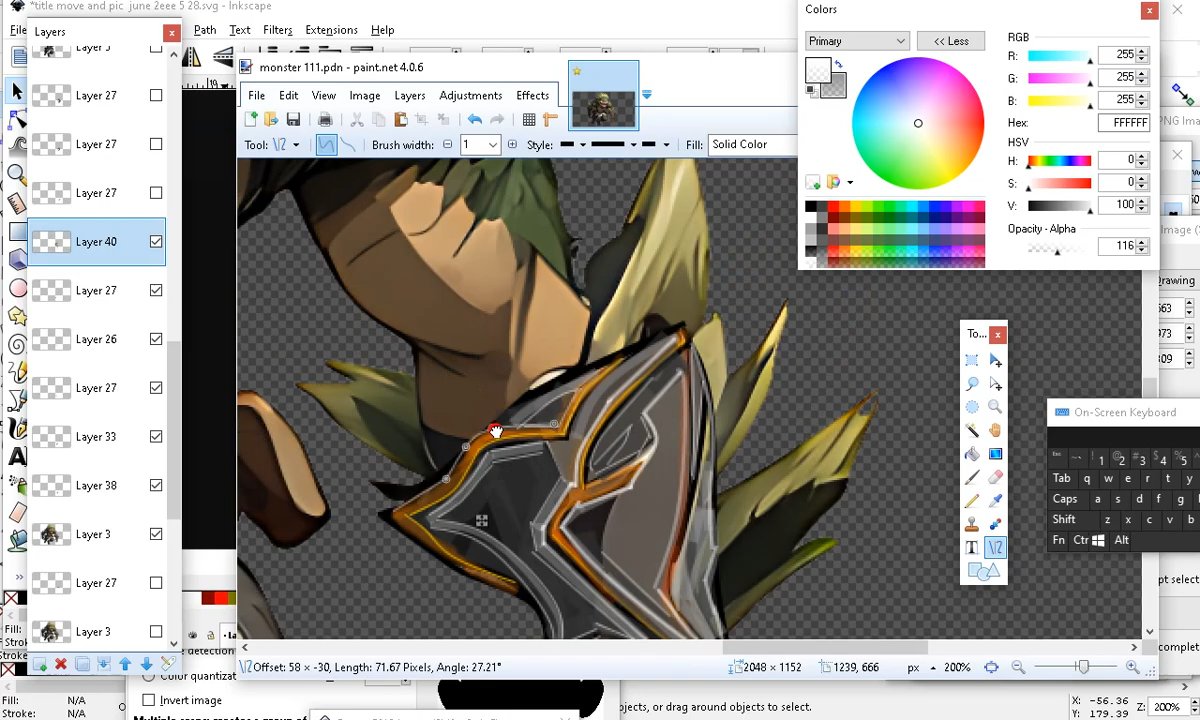 *title move and pic  june 2eee 5 28.svg - Inkscape
Path Text Filters Extensions Help
Layers
Layer 27
Layer 27
Layer 27
Layer 40
Layer 27
Layer 26
Layer 27
Layer 33
Layer 38
Layer 3
Layer 27
Layer 3
monster 111.pdn - paint.net 4.0.6
File Edit View Image Layers Adjustments Effects
Tool: Brush width: 1 Style: Fill: Solid Color
Colors
Primary << Less
RGB
R: 255
G: 255
B: 255
Hex: FFFFFF
HSV
H: 0
S: 0
V: 100
Opacity - Alpha
116
To...
On-Screen Keyboard
Tab q w e r t y
Caps a s d f g
Shift z x c v b
Fn Ctr Alt
Offset: 58 × -30, Length: 71.67 Pixels, Angle: 27.21°
2048 × 1152 1239, 666 px 200%
Fill: N/A
Stroke: N/A
Invert image
bjects, or drag around objects to select.
X: -56.36
Y: 179.39
Z: 200%